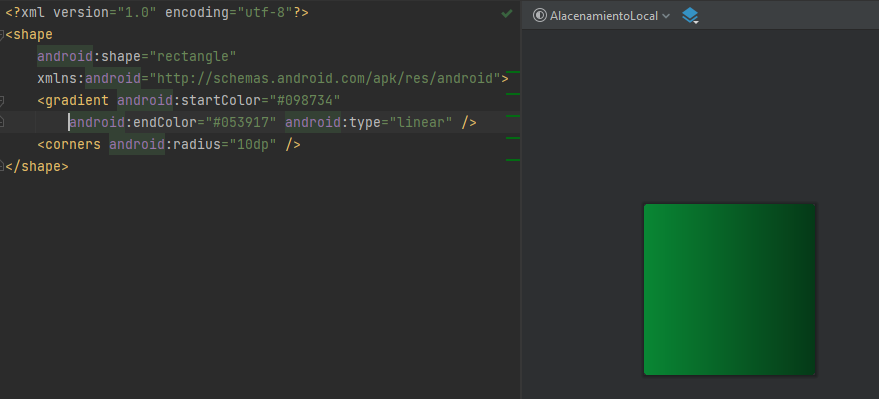 <?xml version="1.0" encoding="utf-8"?>
<shape
    android:shape="rectangle"
    xmlns:android="http://schemas.android.com/apk/res/android">
    <gradient android:startColor="#098734"
        android:endColor="#053917" android:type="linear" />
    <corners android:radius="10dp" />
</shape>
AlacenamientoLocal